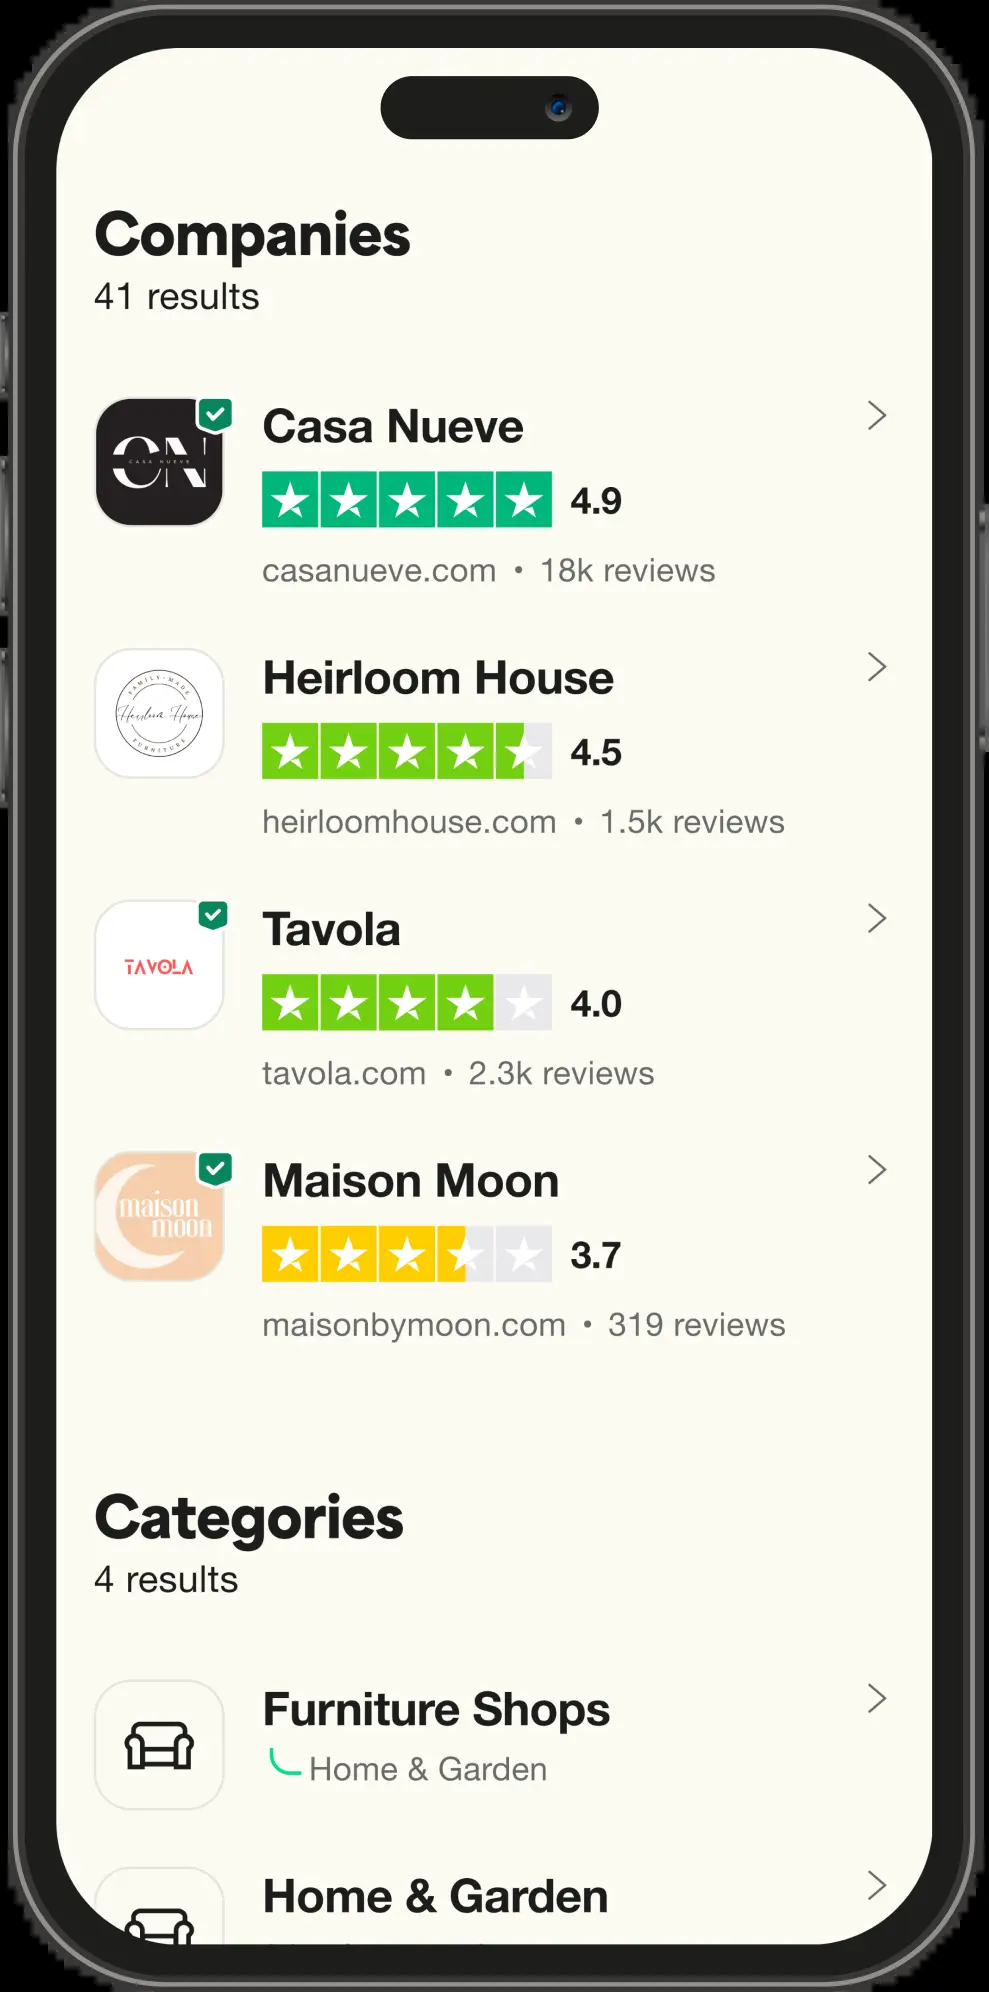 Companies
41 results
CN
CASA NUEVE
Casa Nueve
4.9
casanueve.com • 18k reviews
FAMILY-MADE
Heirloom House
FURNITURE
Heirloom House
4.5
heirloomhouse.com • 1.5k reviews
TAVOLA
Tavola
4.0
tavola.com • 2.3k reviews
maison
moon
Maison Moon
3.7
maisonbymoon.com • 319 reviews
Categories
4 results
Furniture Shops
Home & Garden
Home & Garden